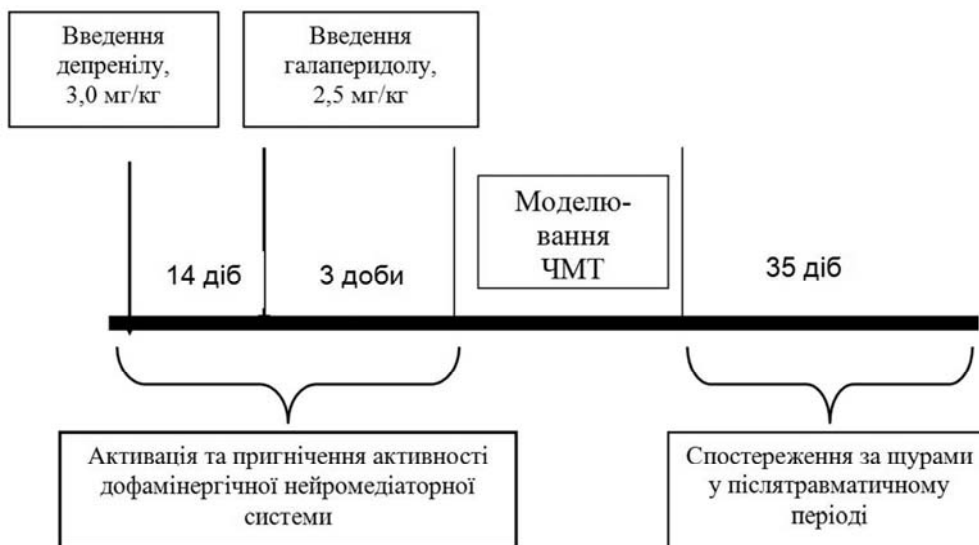 Введення
депренілу,
3,0 мг/кг
Введення
галаперидолу,
2,5 мг/кг
Моделю-
вання
ЧМТ
14 діб
3 доби
35 діб
Активація та пригнічення активності
дофамінергічної нейромедіаторної
системи
Спостереження за щурами
у післятравматичному
періоді